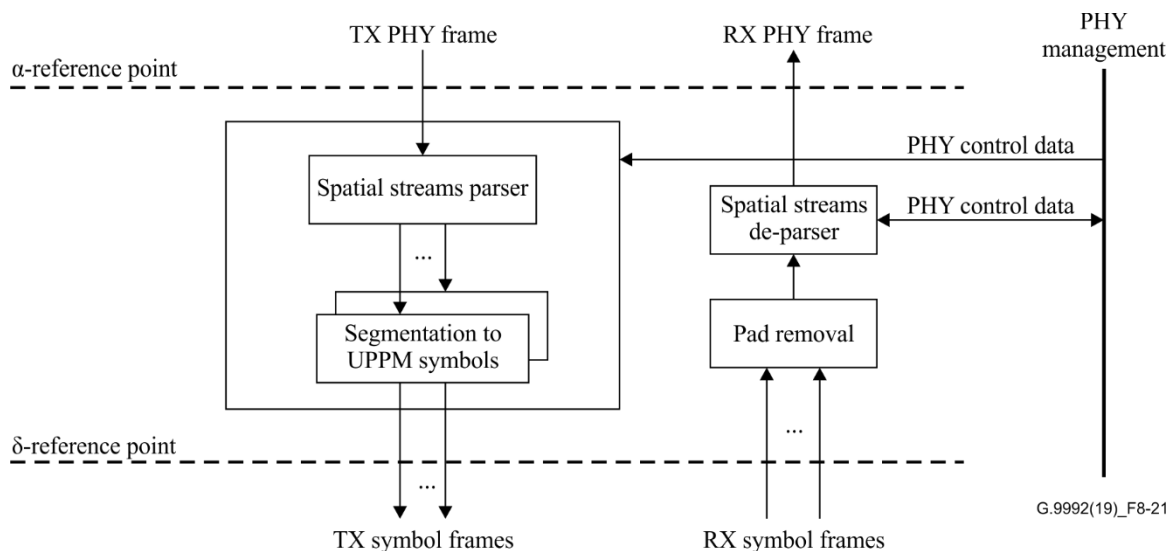 TX PHY frame
RX PHY frame
PHY
management
α-reference point
PHY control data
Spatial streams parser
Spatial streams
de-parser
PHY control data
...
Segmentation to
UPPM symbols
Pad removal
...
δ-reference point
...
G.9992(19)_F8-21
TX symbol frames
RX symbol frames